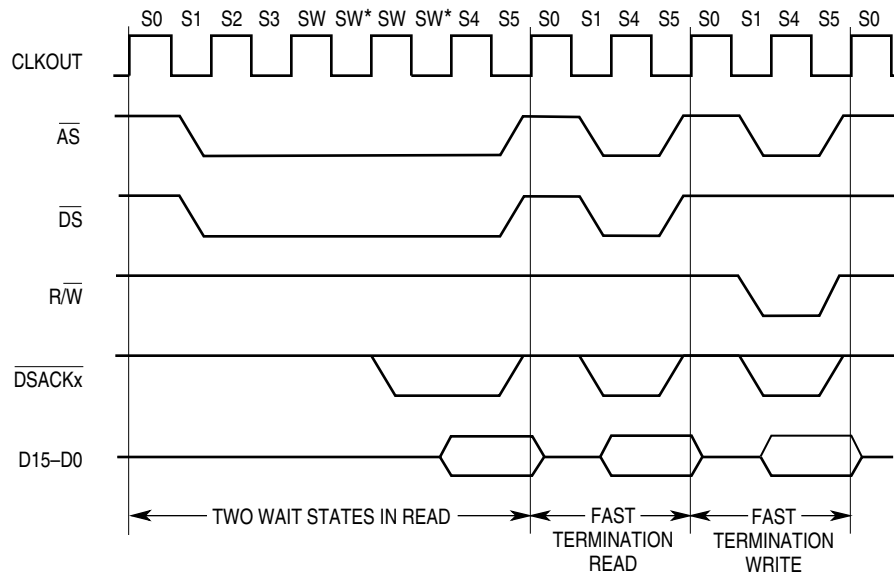 S0 S1 S2 S3 SW SW* SW SW* S4 S5 S0 S1 S4 S5 S0 S1 S4 S5 S0
CLKOUT
AS
DS
R/W
DSACKx
D15–D0
TWO WAIT STATES IN READ
FAST
TERMINATION
READ
FAST
TERMINATION
WRITE